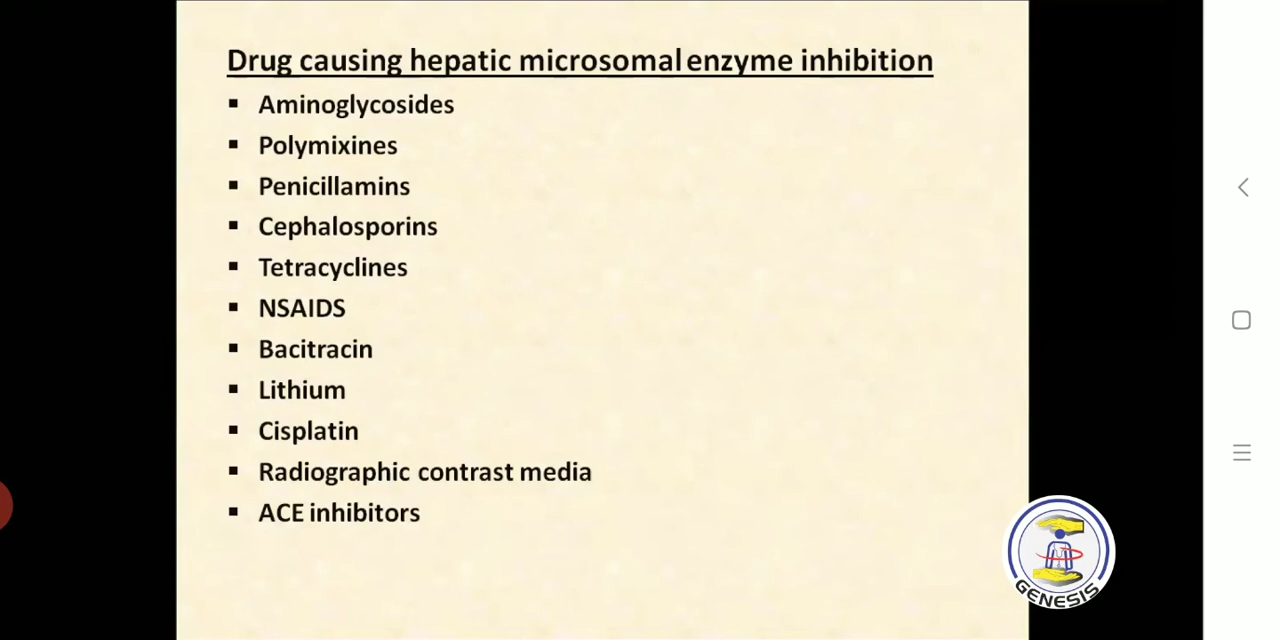 Drug causing hepatic microsomal enzyme inhibition
▪ Aminoglycosides
▪ Polymixines
▪ Penicillamins
▪ Cephalosporins
▪ Tetracyclines
▪ NSAIDS
▪ Bacitracin
▪ Lithium
▪ Cisplatin
▪ Radiographic contrast media
▪ ACE inhibitors
GENESIS